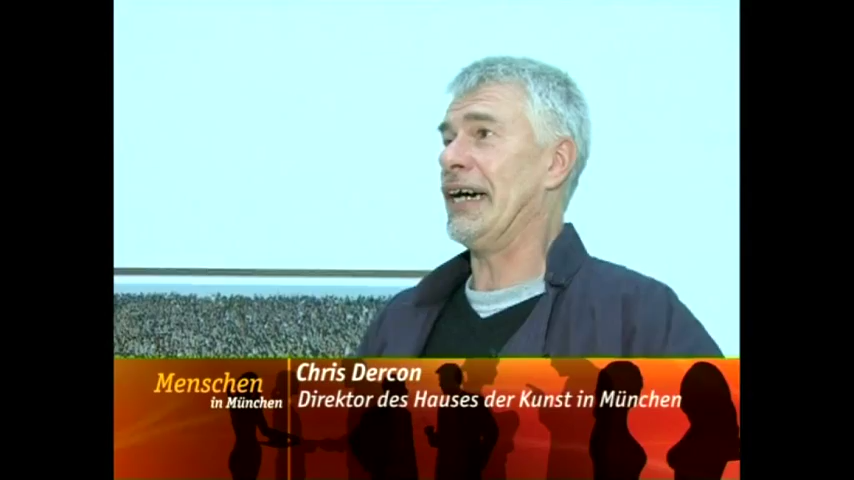 Menschen
in München
Chris Dercon
Direktor des Hauses der Kunst in München